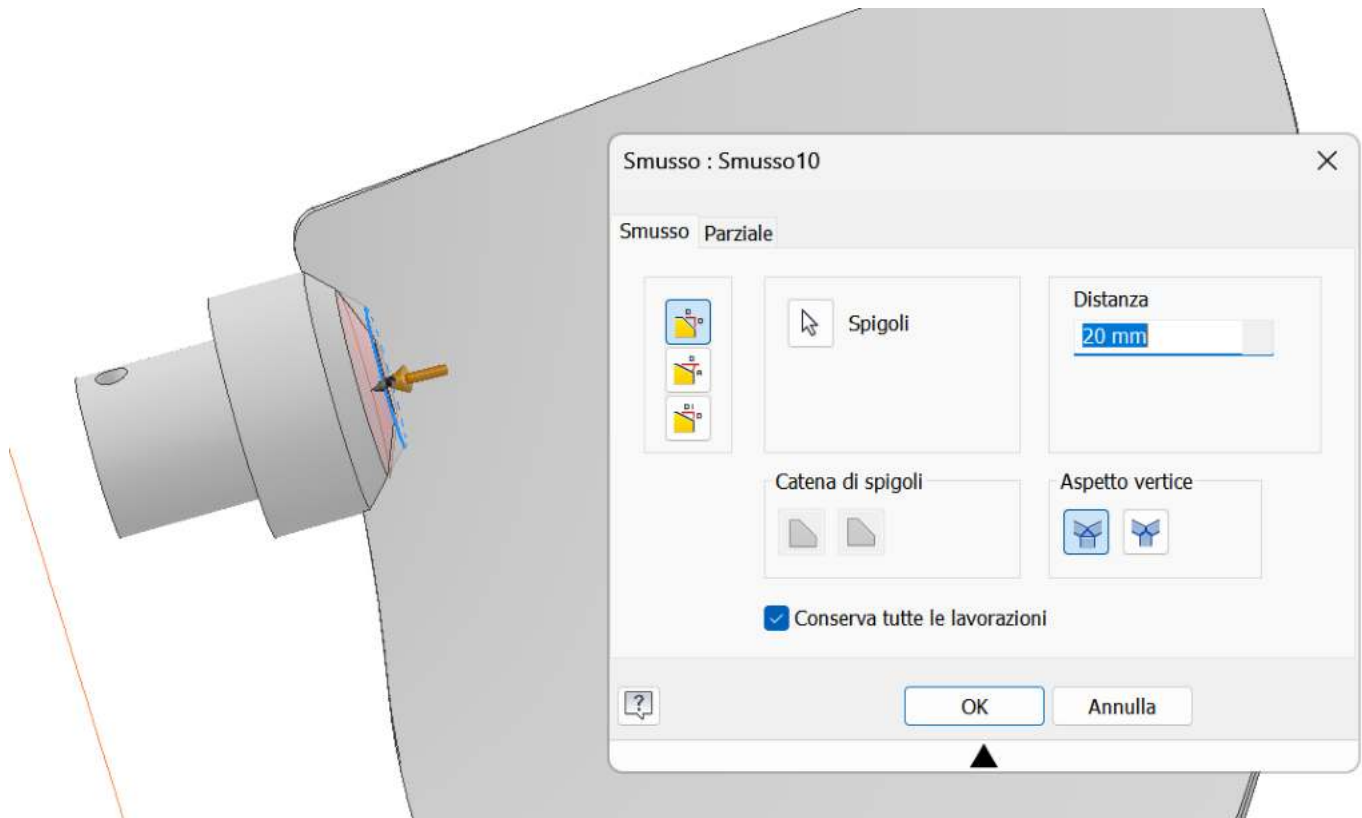 Smusso : Smusso10
Smusso Parziale
Spigoli
Distanza
20 mm
Catena di spigoli
Aspetto vertice
Conserva tutte le lavorazioni
?
OK Annulla